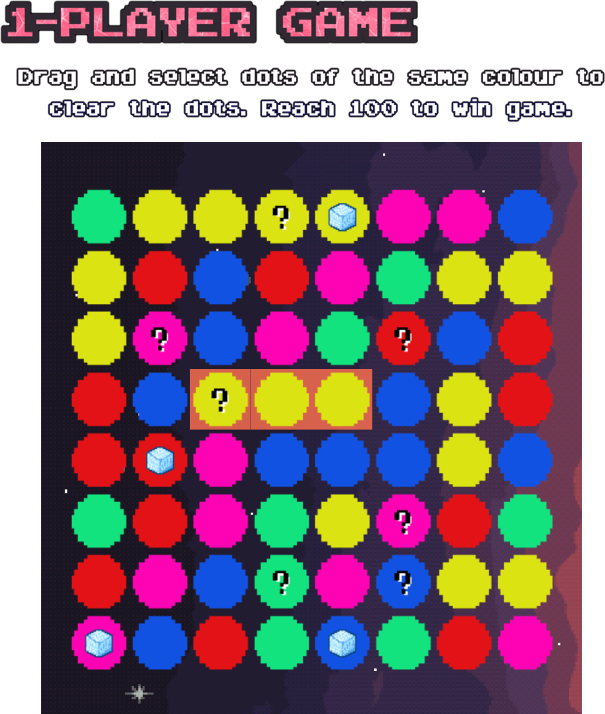 1-PLAYER GAME
Drag and select dots of the same colour to
clear the dots. Reach 100 to win game.
?
? ?
?
?
? ?